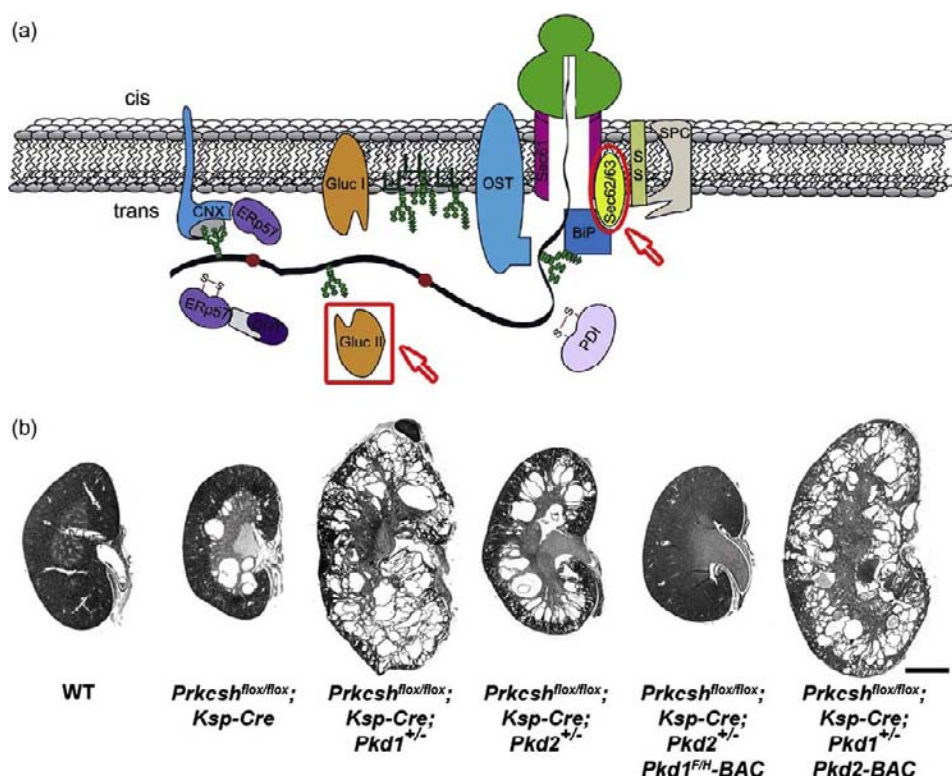 (a)
cis
trans
CNX
ERp57
Gluc I
OST
Sec61
Sec62/63
S
S
SPC
BiP
S
S
ERp57
Gluc II
S
S
PDI
(b)
WT
Prkcsh^flox/flox;
Ksp-Cre
Prkcsh^flox/flox;
Ksp-Cre;
Pkd1^+/-
Prkcsh^flox/flox;
Ksp-Cre;
Pkd2^+/-
Prkcsh^flox/flox;
Ksp-Cre;
Pkd2^+/-
Pkd1^F/H-BAC
Prkcsh^flox/flox;
Ksp-Cre;
Pkd1^+/-
Pkd2-BAC